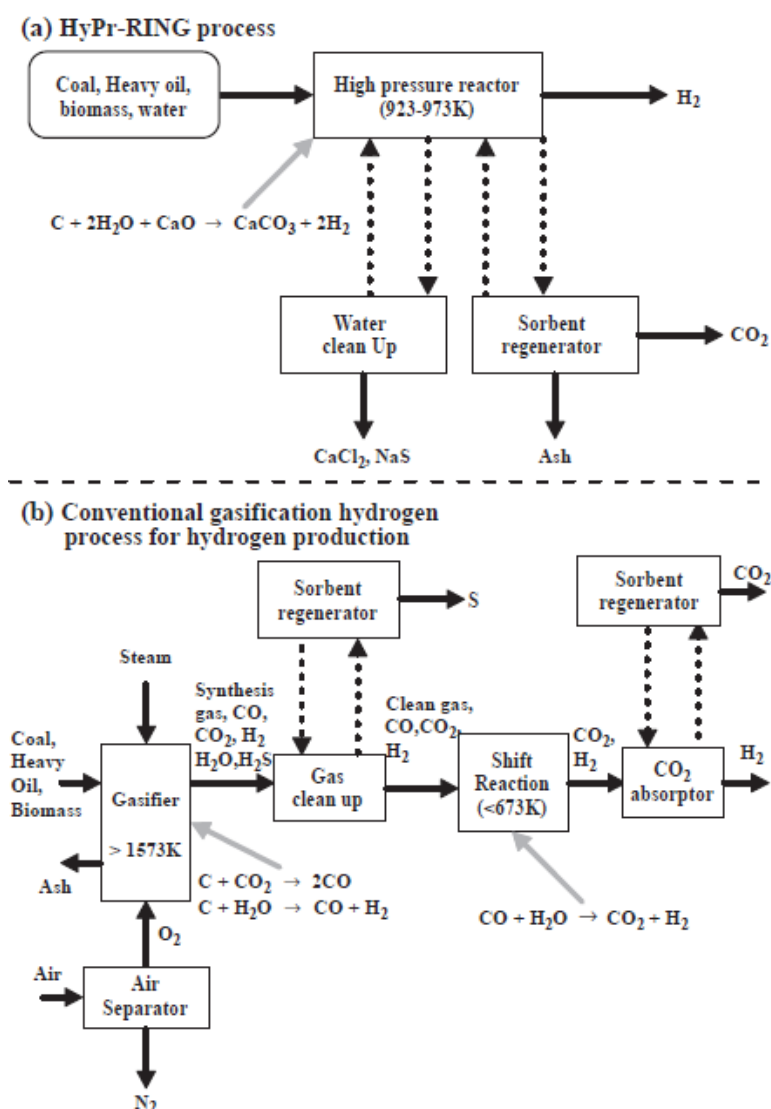 (a) HyPr-RING process
Coal, Heavy oil,
biomass, water
High pressure reactor
(923-973K)
H₂
C + 2H₂O + CaO → CaCO₃ + 2H₂
Water
clean Up
Sorbent
regenerator
CO₂
CaCl₂, NaS
Ash
(b) Conventional gasification hydrogen
process for hydrogen production
Sorbent
regenerator
S
Sorbent
regenerator
CO₂
Steam
Synthesis
gas, CO,
CO₂, H₂
H₂O,H₂S
Clean gas,
CO,CO₂,
H₂
Coal,
Heavy
Oil,
Biomass
Gasifier
> 1573K
Gas
clean up
Shift
Reaction
(<673K)
CO₂,
H₂
CO₂
absorptor
H₂
Ash
C + CO₂ → 2CO
C + H₂O → CO + H₂
CO + H₂O → CO₂ + H₂
O₂
Air
Air
Separator
N₂